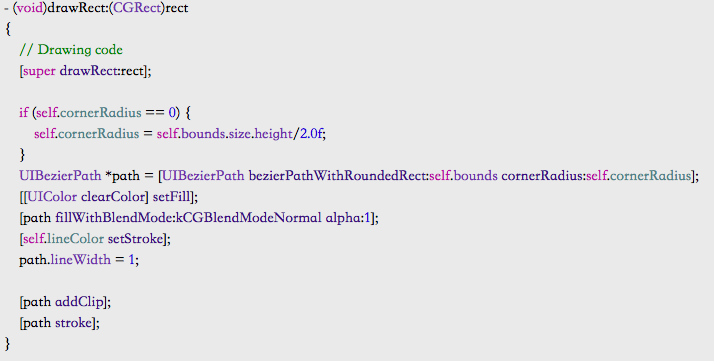 - (void)drawRect:(CGRect)rect
{
// Drawing code
[super drawRect:rect];
if (self.cornerRadius == 0) {
self.cornerRadius = self.bounds.size.height/2.0f;
}
UIBezierPath *path = [UIBezierPath bezierPathWithRoundedRect:self.bounds cornerRadius:self.cornerRadius];
[[UIColor clearColor] setFill];
[path fillWithBlendMode:kCGBlendModeNormal alpha:1];
[self.lineColor setStroke];
path.lineWidth = 1;
[path addClip];
[path stroke];
}